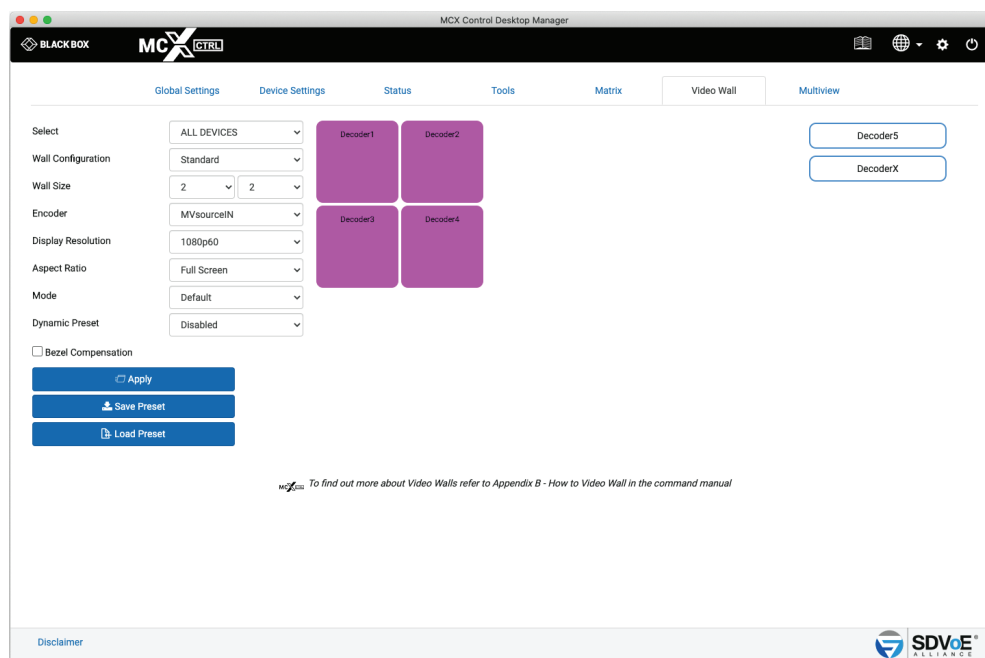 MCX Control Desktop Manager
BLACK BOX
MCX CTRL
Global Settings Device Settings Status Tools Matrix Video Wall Multiview
Select ALL DEVICES
Wall Configuration Standard
Wall Size 2 2
Encoder MVsourceIN
Display Resolution 1080p60
Aspect Ratio Full Screen
Mode Default
Dynamic Preset Disabled
Bezel Compensation
Apply
Save Preset
Load Preset
Decoder1 Decoder2
Decoder3 Decoder4
Decoder5
DecoderX
MCX CTRL To find out more about Video Walls refer to Appendix B - How to Video Wall in the command manual
Disclaimer
SDVoE®
ALLIANCE